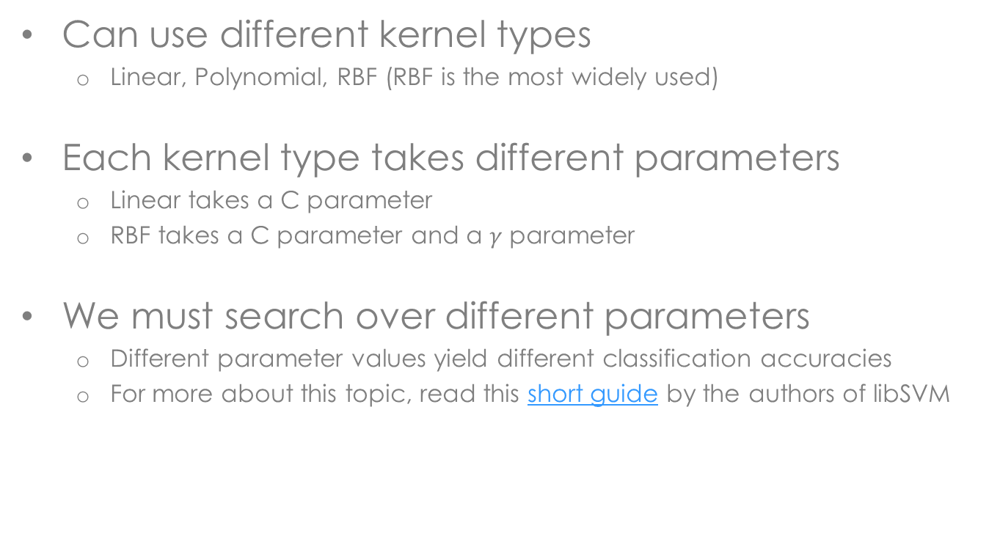 • Can use different kernel types
o Linear, Polynomial, RBF (RBF is the most widely used)
• Each kernel type takes different parameters
o Linear takes a C parameter
o RBF takes a C parameter and a γ parameter
• We must search over different parameters
o Different parameter values yield different classification accuracies
o For more about this topic, read this short guide by the authors of libSVM